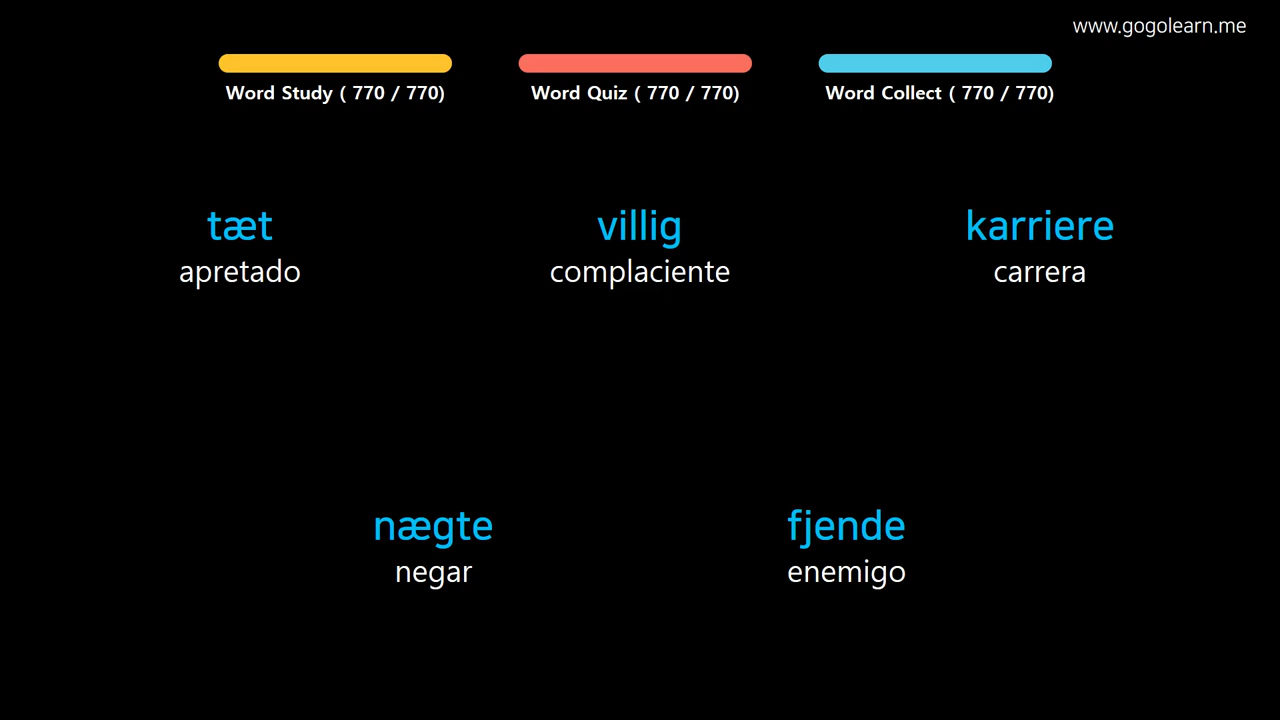 www.gogolearn.me
Word Study ( 770 / 770)
Word Quiz ( 770 / 770)
Word Collect ( 770 / 770)
tæt
apretado
villig
complaciente
karriere
carrera
nægte
negar
fjende
enemigo